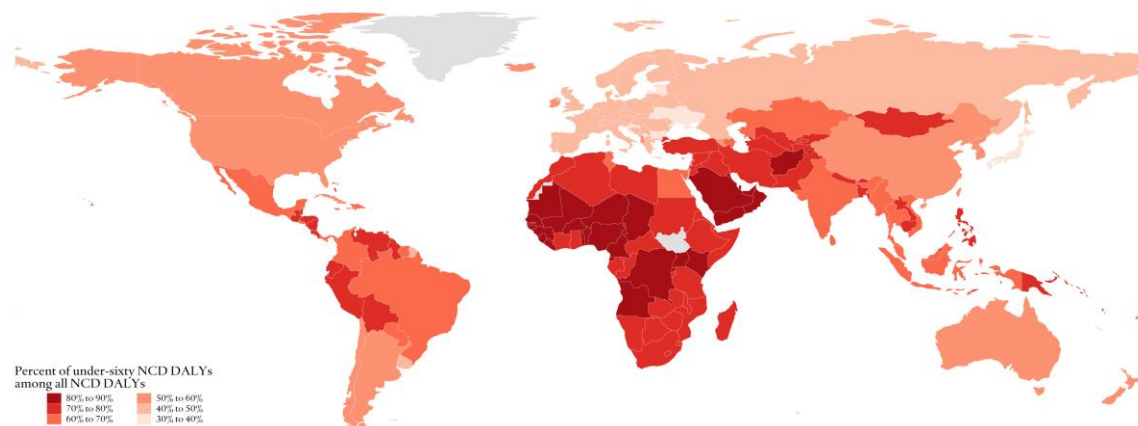 Percent of under-sixty NCD DALYs
among all NCD DALYs
80% to 90%
70% to 80%
60% to 70%
50% to 60%
40% to 50%
30% to 40%